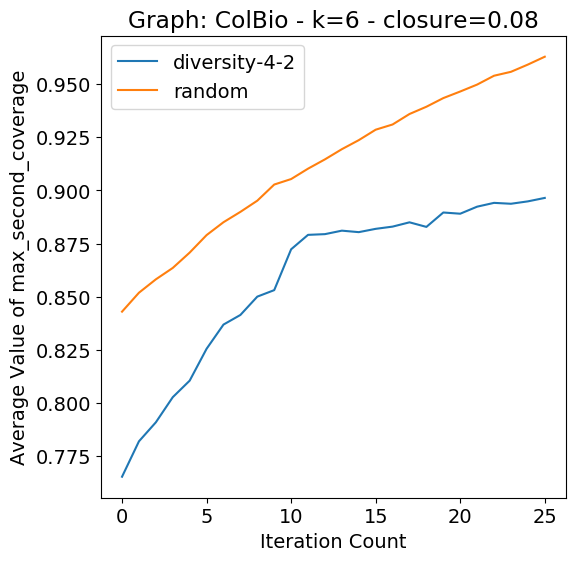 Graph: ColBio - k=6 - closure=0.08
diversity-4-2
random
Average Value of max_second_coverage
0.950
0.925
0.900
0.875
0.850
0.825
0.800
0.775
0 5 10 15 20 25
Iteration Count